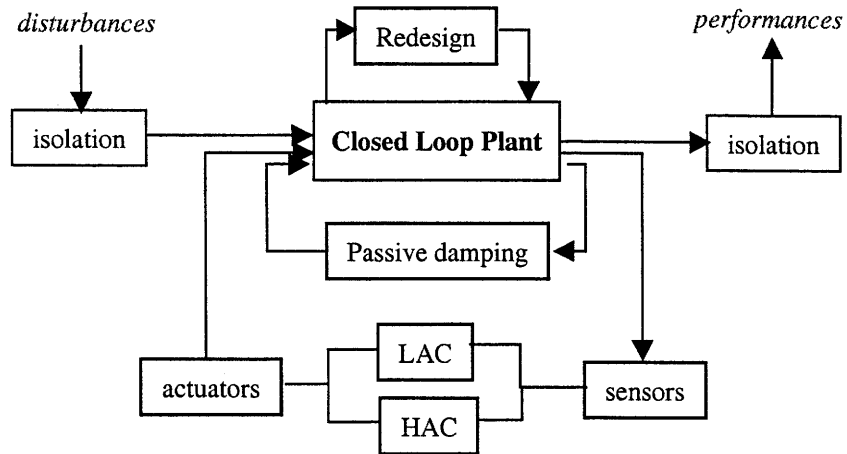 disturbances
performances
Redesign
isolation
Closed Loop Plant
isolation
Passive damping
LAC
actuators
sensors
HAC